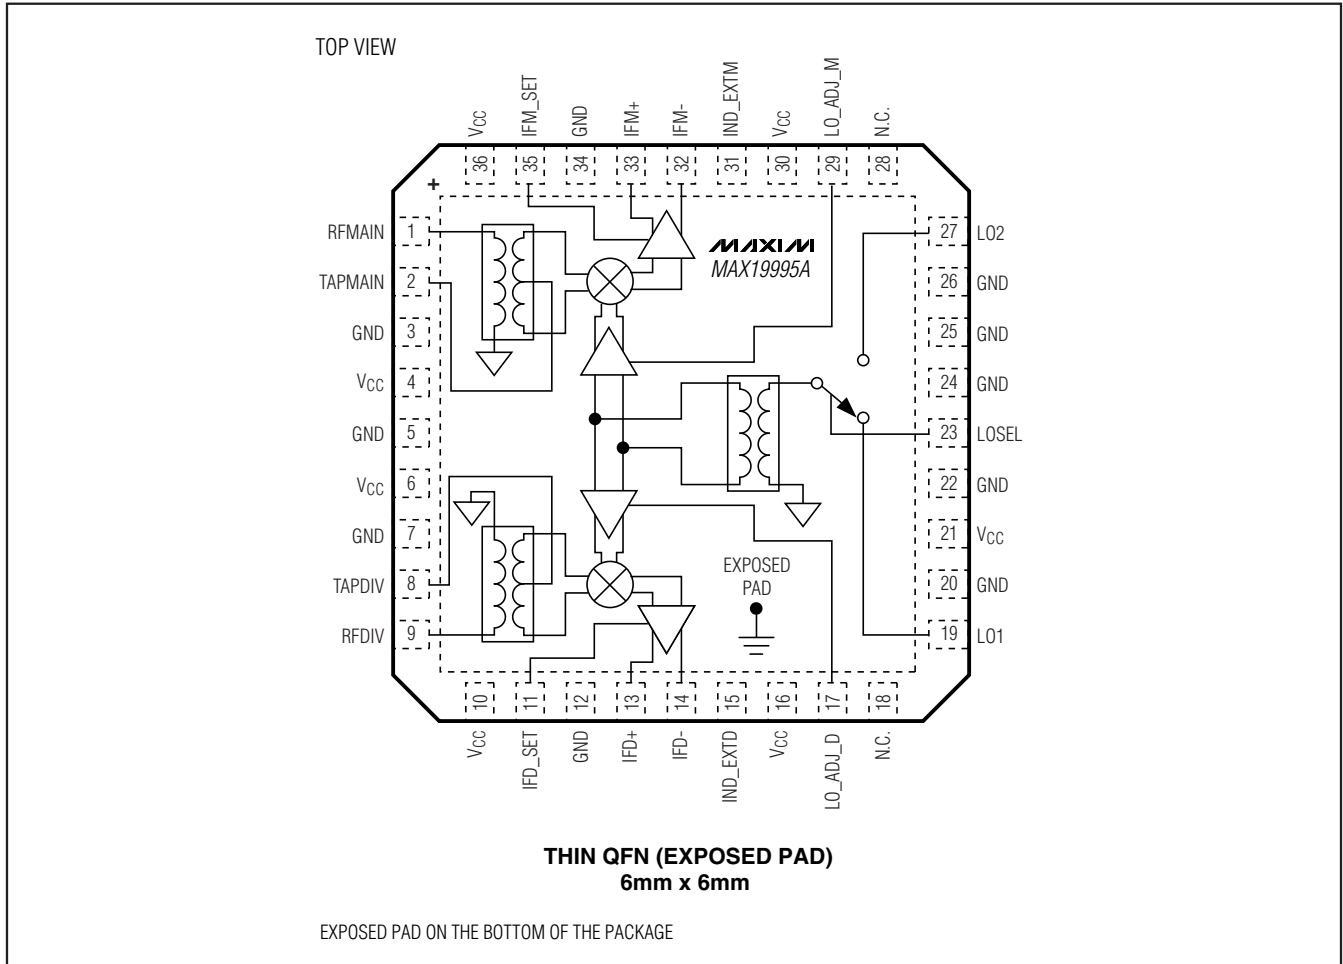 TOP VIEW
VCC
IFM_SET
GND
IFM+
IFM-
IND_EXTM
VCC
LO_ADJ_M
N.C.
36
35
34
33
32
31
30
29
28
+
RFMAIN 1
TAPMAIN 2
GND 3
VCC 4
GND 5
VCC 6
GND 7
TAPDIV 8
RFDIV 9
MAXIM
MAX19995A
27 LO2
26 GND
25 GND
24 GND
23 LOSEL
22 GND
21 VCC
20 GND
19 LO1
EXPOSED
PAD
10
11
12
13
14
15
16
17
18
VCC
IFD_SET
GND
IFD+
IFD-
IND_EXTD
VCC
LO_ADJ_D
N.C.
THIN QFN (EXPOSED PAD)
6mm x 6mm
EXPOSED PAD ON THE BOTTOM OF THE PACKAGE